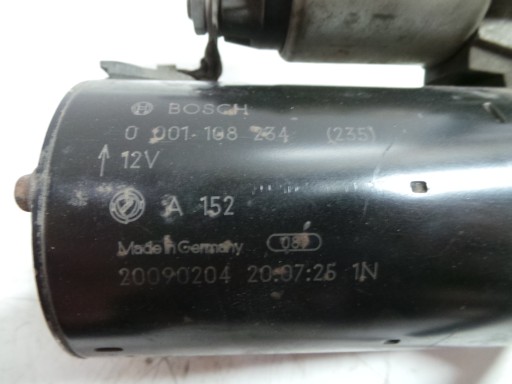 BOSCH
0 001-108 234 (235)
12V
A 152
Made in Germany
20090204 20:07:25 1N